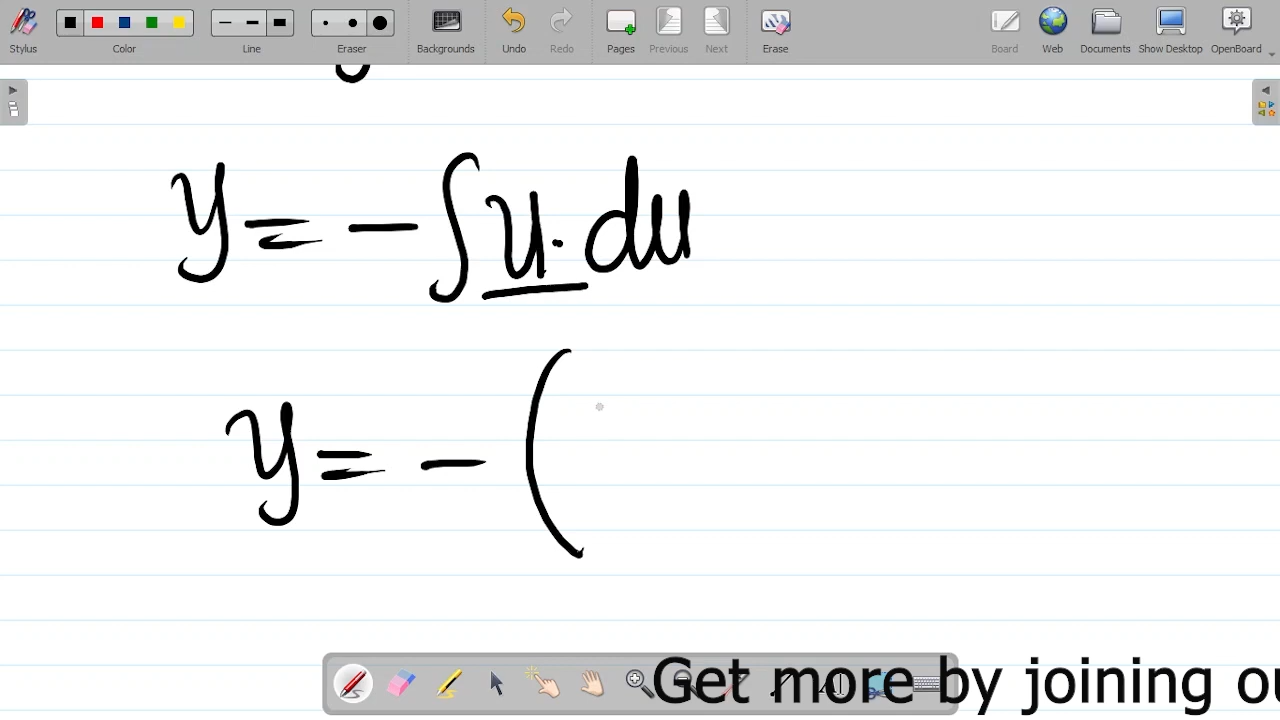 Stylus Color Line Eraser Backgrounds Undo Redo Pages Previous Next Erase Board Web Documents Show Desktop OpenBoard
y = - ∫ u . du
y = - (
Get more by joining ou